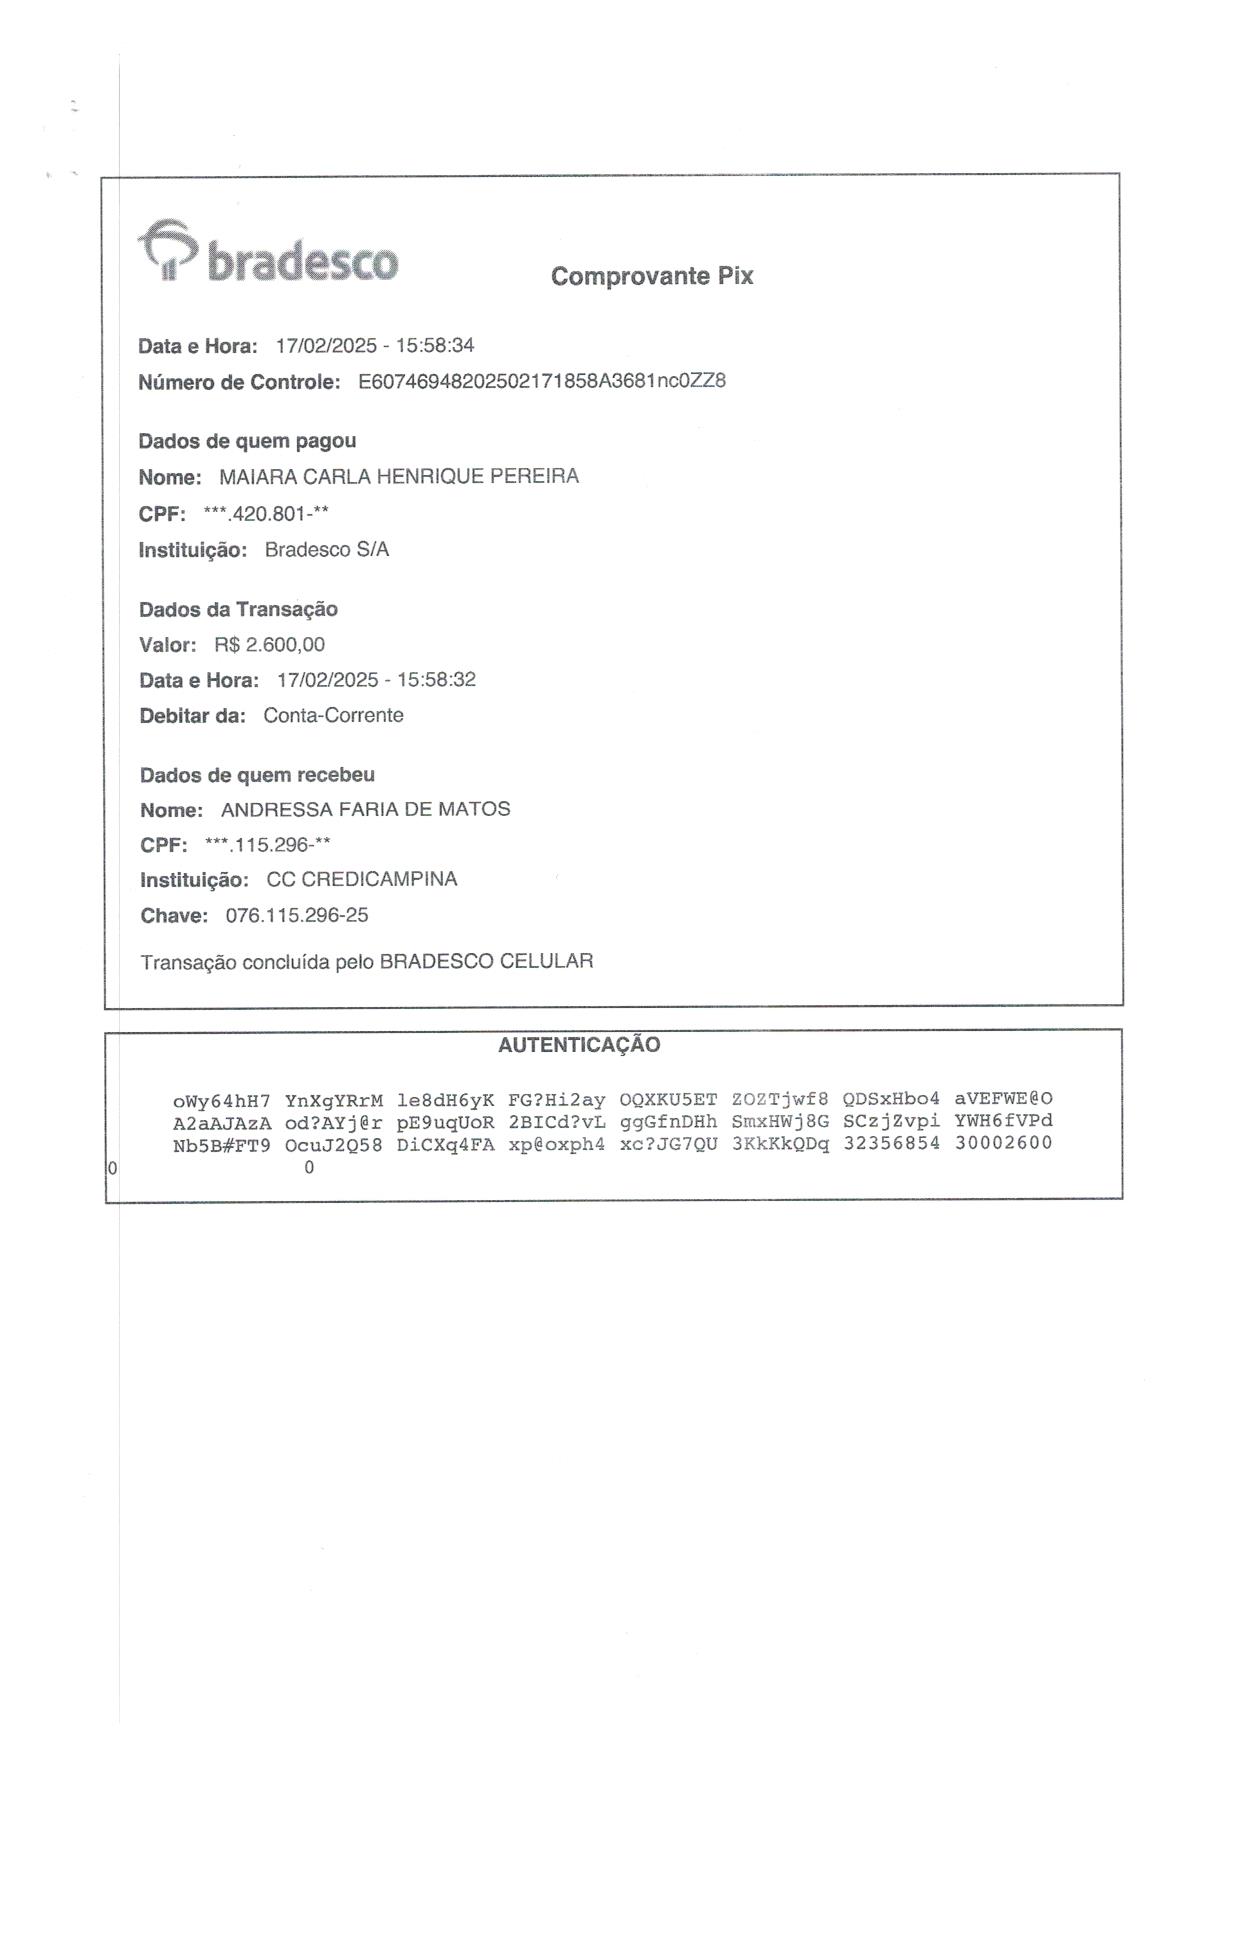 bradesco
Comprovante Pix
Data e Hora: 17/02/2025 - 15:58:34
Número de Controle: E60746948202502171858A3681nc0ZZ8
Dados de quem pagou
Nome: MAIARA CARLA HENRIQUE PEREIRA
CPF: ***.420.801-**
Instituição: Bradesco S/A
Dados da Transação
Valor: R$ 2.600,00
Data e Hora: 17/02/2025 - 15:58:32
Debitar da: Conta-Corrente
Dados de quem recebeu
Nome: ANDRESSA FARIA DE MATOS
CPF: ***.115.296-**
Instituição: CC CREDICAMPINA
Chave: 076.115.296-25
Transação concluída pelo BRADESCO CELULAR
AUTENTICAÇÃO
oWy64hH7 YnXgYRrM le8dH6yK FG?Hi2ay OQXKU5ET ZOZTjwf8 QDSxHbo4 aVEFWE@O
A2aAJAzA od?AYj@r pE9uqUoR 2BICd?vL ggGfnDHh SmxHWj8G SCzjZvpi YWH6fVPd
Nb5B#FT9 OcuJ2Q58 DiCXq4FA xp@oxph4 xc?JG7QU 3KkKkQDq 32356854 30002600
0 0